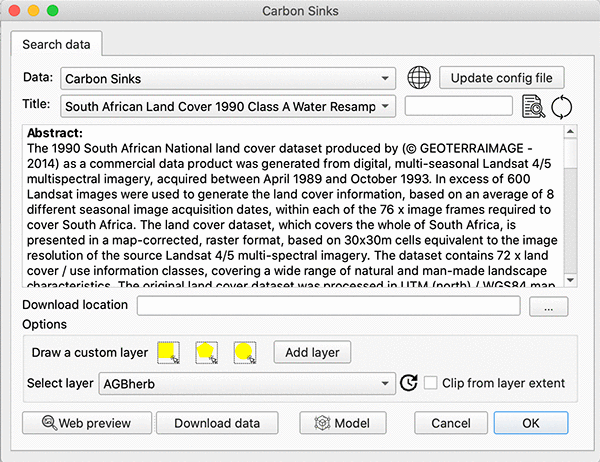 Carbon Sinks
Search data
Data: Carbon Sinks Update config file
Title: South African Land Cover 1990 Class A Water Resamp
Abstract:
The 1990 South African National land cover dataset produced by (© GEOTERRAIMAGE -
2014) as a commercial data product was generated from digital, multi-seasonal Landsat 4/5
multispectral imagery, acquired between April 1989 and October 1993. In excess of 600
Landsat images were used to generate the land cover information, based on an average of 8
different seasonal image acquisition dates, within each of the 76 x image frames required to
cover South Africa. The land cover dataset, which covers the whole of South Africa, is
presented in a map-corrected, raster format, based on 30x30m cells equivalent to the image
resolution of the source Landsat 4/5 multi-spectral imagery. The dataset contains 72 x land
cover / use information classes, covering a wide range of natural and man-made landscape
characteristics. The original land cover dataset was processed in UTM (north) / WGS84 map
Download location ...
Options
Draw a custom layer Add layer
Select layer AGBherb Clip from layer extent
Web preview Download data Model Cancel OK